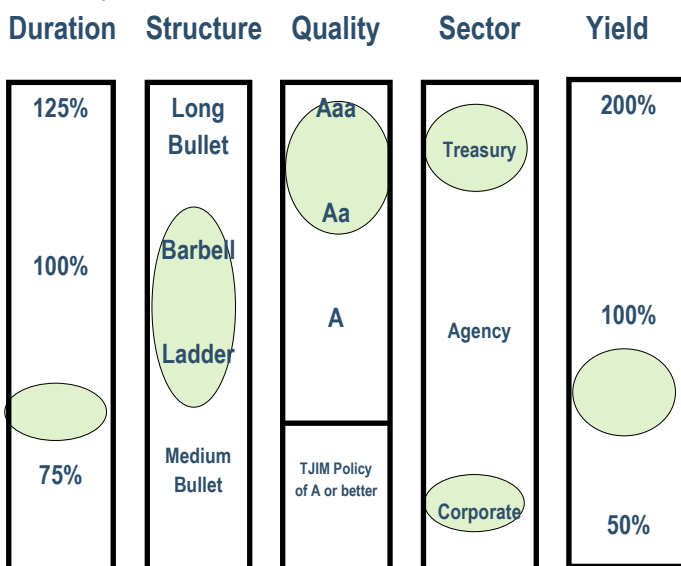 Duration Structure Quality Sector Yield
125%
100%
75%
Long
Bullet
Barbell
Ladder
Medium
Bullet
Aaa
Aa
A
TJIM Policy
of A or better
Treasury
Agency
Corporate
200%
100%
50%